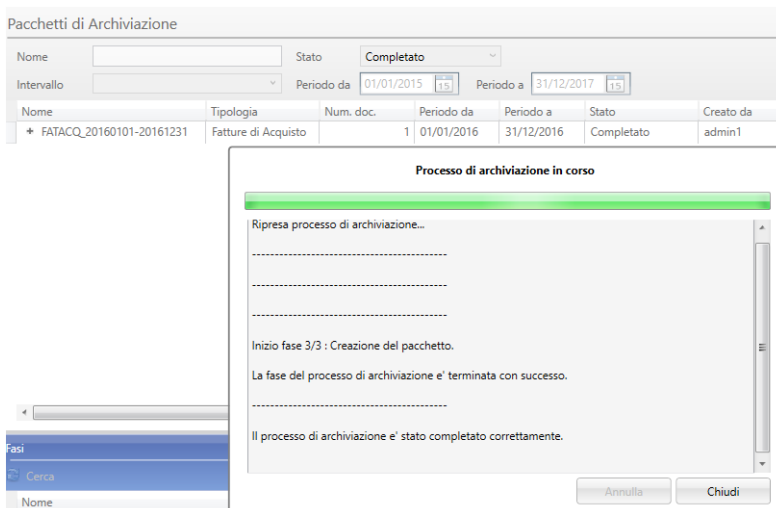 Pacchetti di Archiviazione
Nome Stato Completato
Intervallo Periodo da 01/01/2015 15 Periodo a 31/12/2017 15
Nome Tipologia Num. doc. Periodo da Periodo a Stato Creato da
+ FATACQ_20160101-20161231 Fatture di Acquisto 1 01/01/2016 31/12/2016 Completato admin1
Processo di archiviazione in corso
Ripresa processo di archiviazione...
-------------------------------------------
-------------------------------------------
-------------------------------------------
Inizio fase 3/3 : Creazione del pacchetto.
La fase del processo di archiviazione e' terminata con successo.
-------------------------------------------
Il processo di archiviazione e' stato completato correttamente.
Fasi
Cerca
Annulla Chiudi
Nome